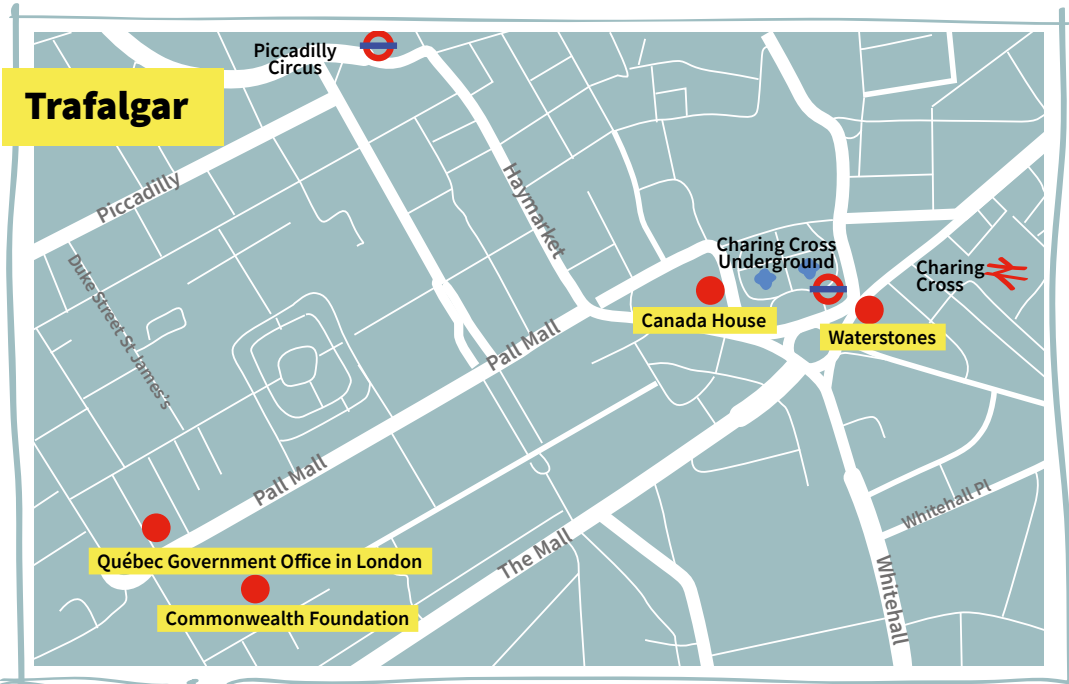 Piccadilly
Circus
Trafalgar
Piccadilly
Haymarket
Duke Street St James's
Charing Cross
Underground
Charing
Cross
Canada House
Waterstones
Pall Mall
Pall Mall
Whitehall Pl
The Mall
Whitehall
Québec Government Office in London
Commonwealth Foundation